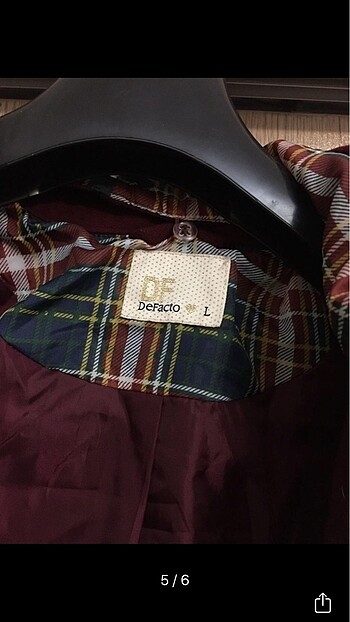 DF
DeFacto L
5/6